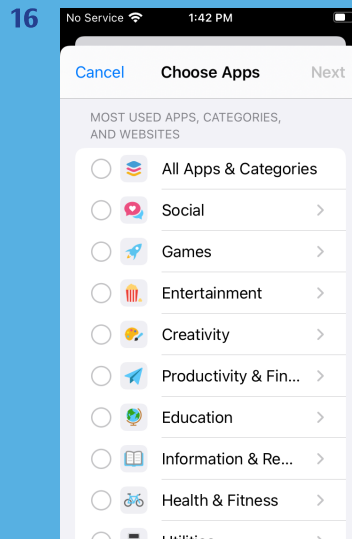 16
No Service 1:42 PM
Cancel Choose Apps Next
MOST USED APPS, CATEGORIES,
AND WEBSITES
All Apps & Categories
Social
Games
Entertainment
Creativity
Productivity & Fin...
Education
Information & Re...
Health & Fitness
Utilities